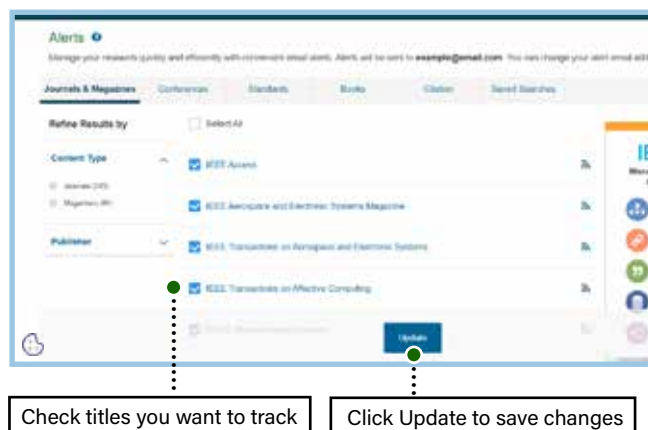 Alerts
Manage your research quickly and efficiently with convenient email alerts. Alerts will be sent to example@email.com. You can change your alert email add
Journals & Magazines Conferences Standards Books Citation Saved Searches
Refine Results by
Select All
Content Type
IEEE Access
Journals
Magazines
IEEE Aerospace and Electronic Systems Magazine
Publisher
IEEE Transactions on Aerospace and Electronic Systems
IEEE Transactions on Affective Computing
Update
Check titles you want to track
Click Update to save changes